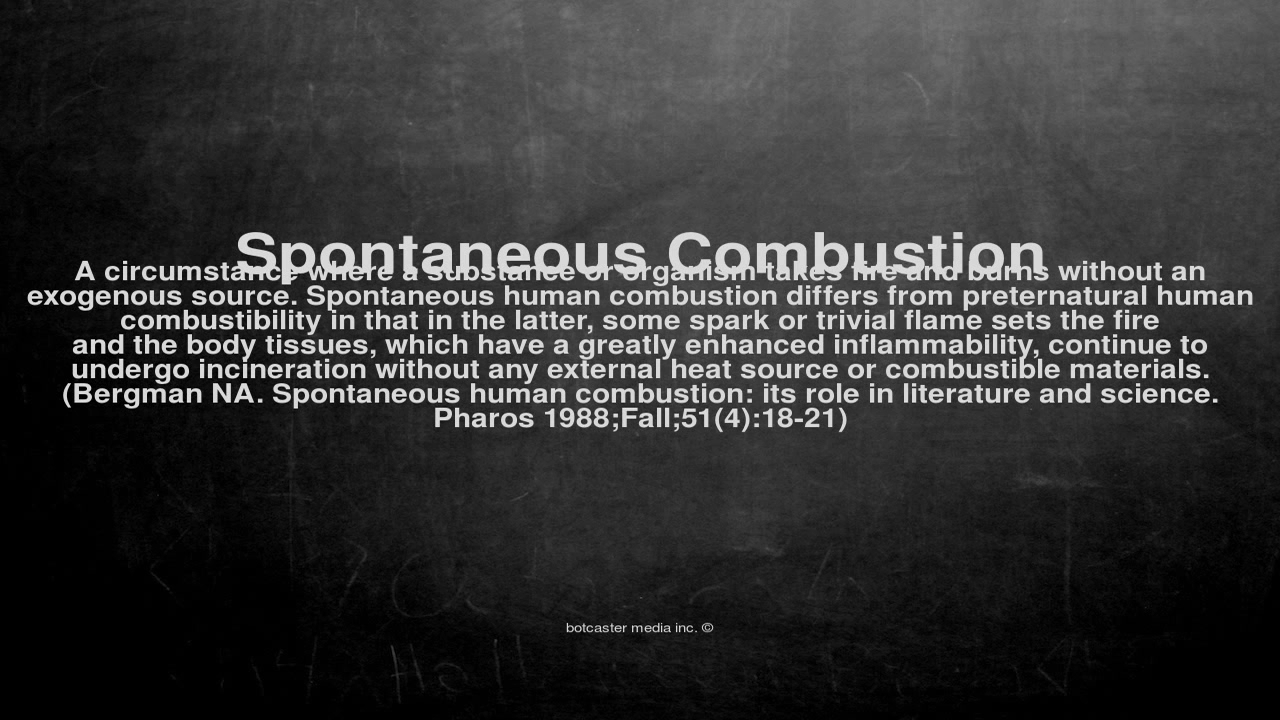 Spontaneous Combustion
A circumstance where a substance or organism takes fire and burns without an
exogenous source. Spontaneous human combustion differs from preternatural human
combustibility in that in the latter, some spark or trivial flame sets the fire
and the body tissues, which have a greatly enhanced inflammability, continue to
undergo incineration without any external heat source or combustible materials.
(Bergman NA. Spontaneous human combustion: its role in literature and science.
Pharos 1988;Fall;51(4):18-21)
botcaster media inc. ©